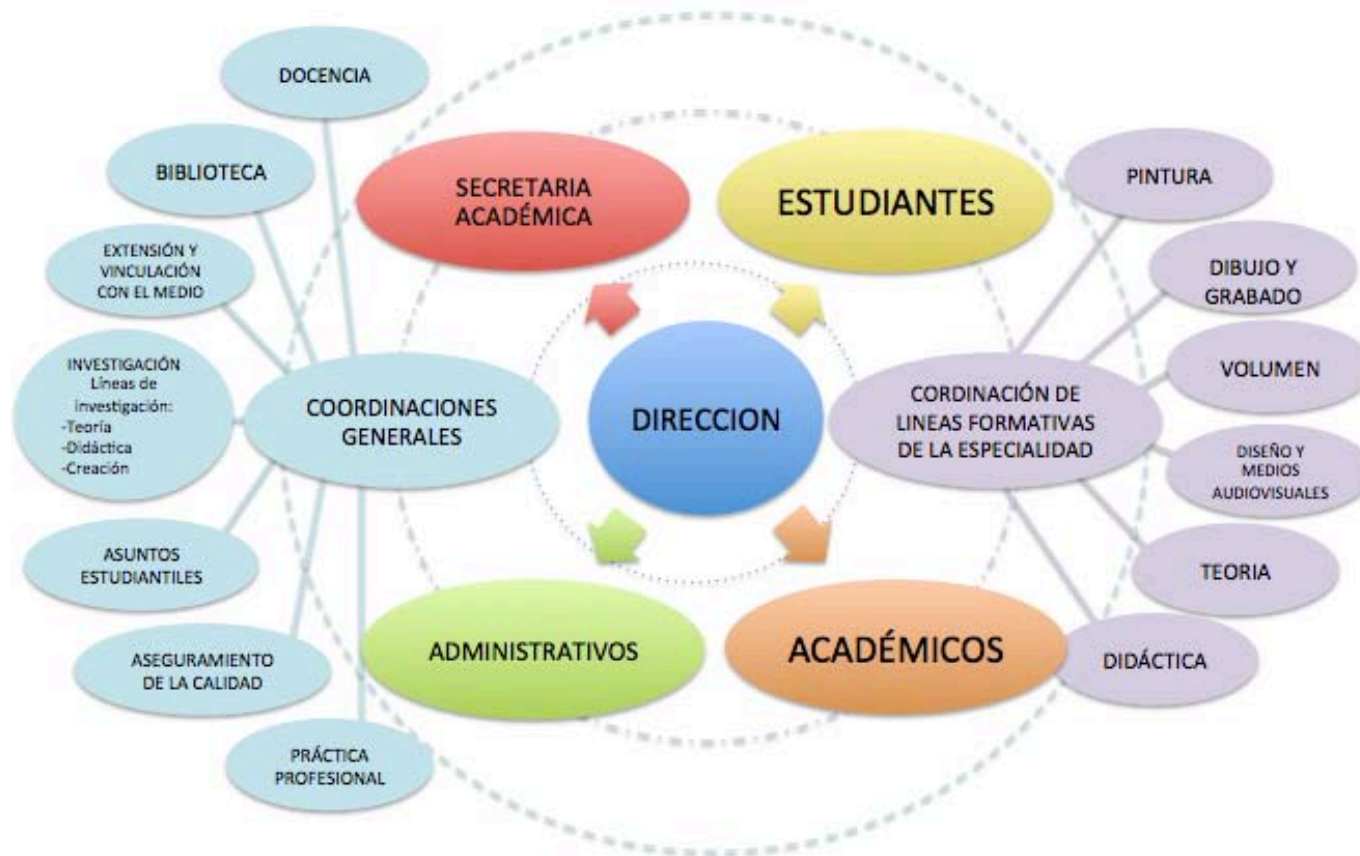 DOCENCIA
BIBLIOTECA
EXTENSIÓN Y
VINCULACIÓN
CON EL MEDIO
INVESTIGACIÓN
Líneas de
investigación:
-Teoría
-Didáctica
-Creación
ASUNTOS
ESTUDIANTILES
ASEGURAMIENTO
DE LA CALIDAD
PRÁCTICA
PROFESIONAL
COORDINACIONES
GENERALES
SECRETARIA
ACADÉMICA
ESTUDIANTES
DIRECCION
ADMINISTRATIVOS
ACADÉMICOS
CORDINACIÓN DE
LINEAS FORMATIVAS
DE LA ESPECIALIDAD
PINTURA
DIBUJO Y
GRABADO
VOLUMEN
DISEÑO Y
MEDIOS
AUDIOVISUALES
TEORIA
DIDÁCTICA